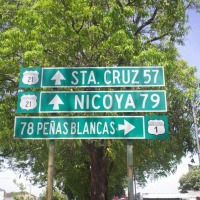 21 ↑ STA. CRUZ 57
21 ↑ NICOYA 79
78 PEÑAS BLANCAS → 1